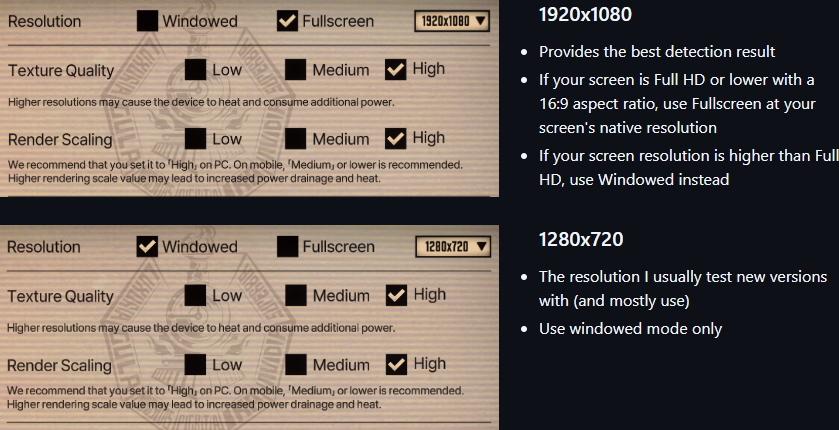 Resolution Windowed Fullscreen 1920x1080 ▼
Texture Quality Low Medium High
Higher resolutions may cause the device to heat and consume additional power.
Render Scaling Low Medium High
We recommend that you set it to 「High」 on PC. On mobile, 「Medium」 or lower is recommended.
Higher rendering scale value may lead to increased power drainage and heat.
1920x1080
• Provides the best detection result
• If your screen is Full HD or lower with a
16:9 aspect ratio, use Fullscreen at your
screen's native resolution
• If your screen resolution is higher than Full
HD, use Windowed instead
Resolution Windowed Fullscreen 1280x720 ▼
Texture Quality Low Medium High
Higher resolutions may cause the device to heat and consume additional power.
Render Scaling Low Medium High
We recommend that you set it to 「High」 on PC. On mobile, 「Medium」 or lower is recommended.
Higher rendering scale value may lead to increased power drainage and heat.
1280x720
• The resolution I usually test new versions
with (and mostly use)
• Use windowed mode only